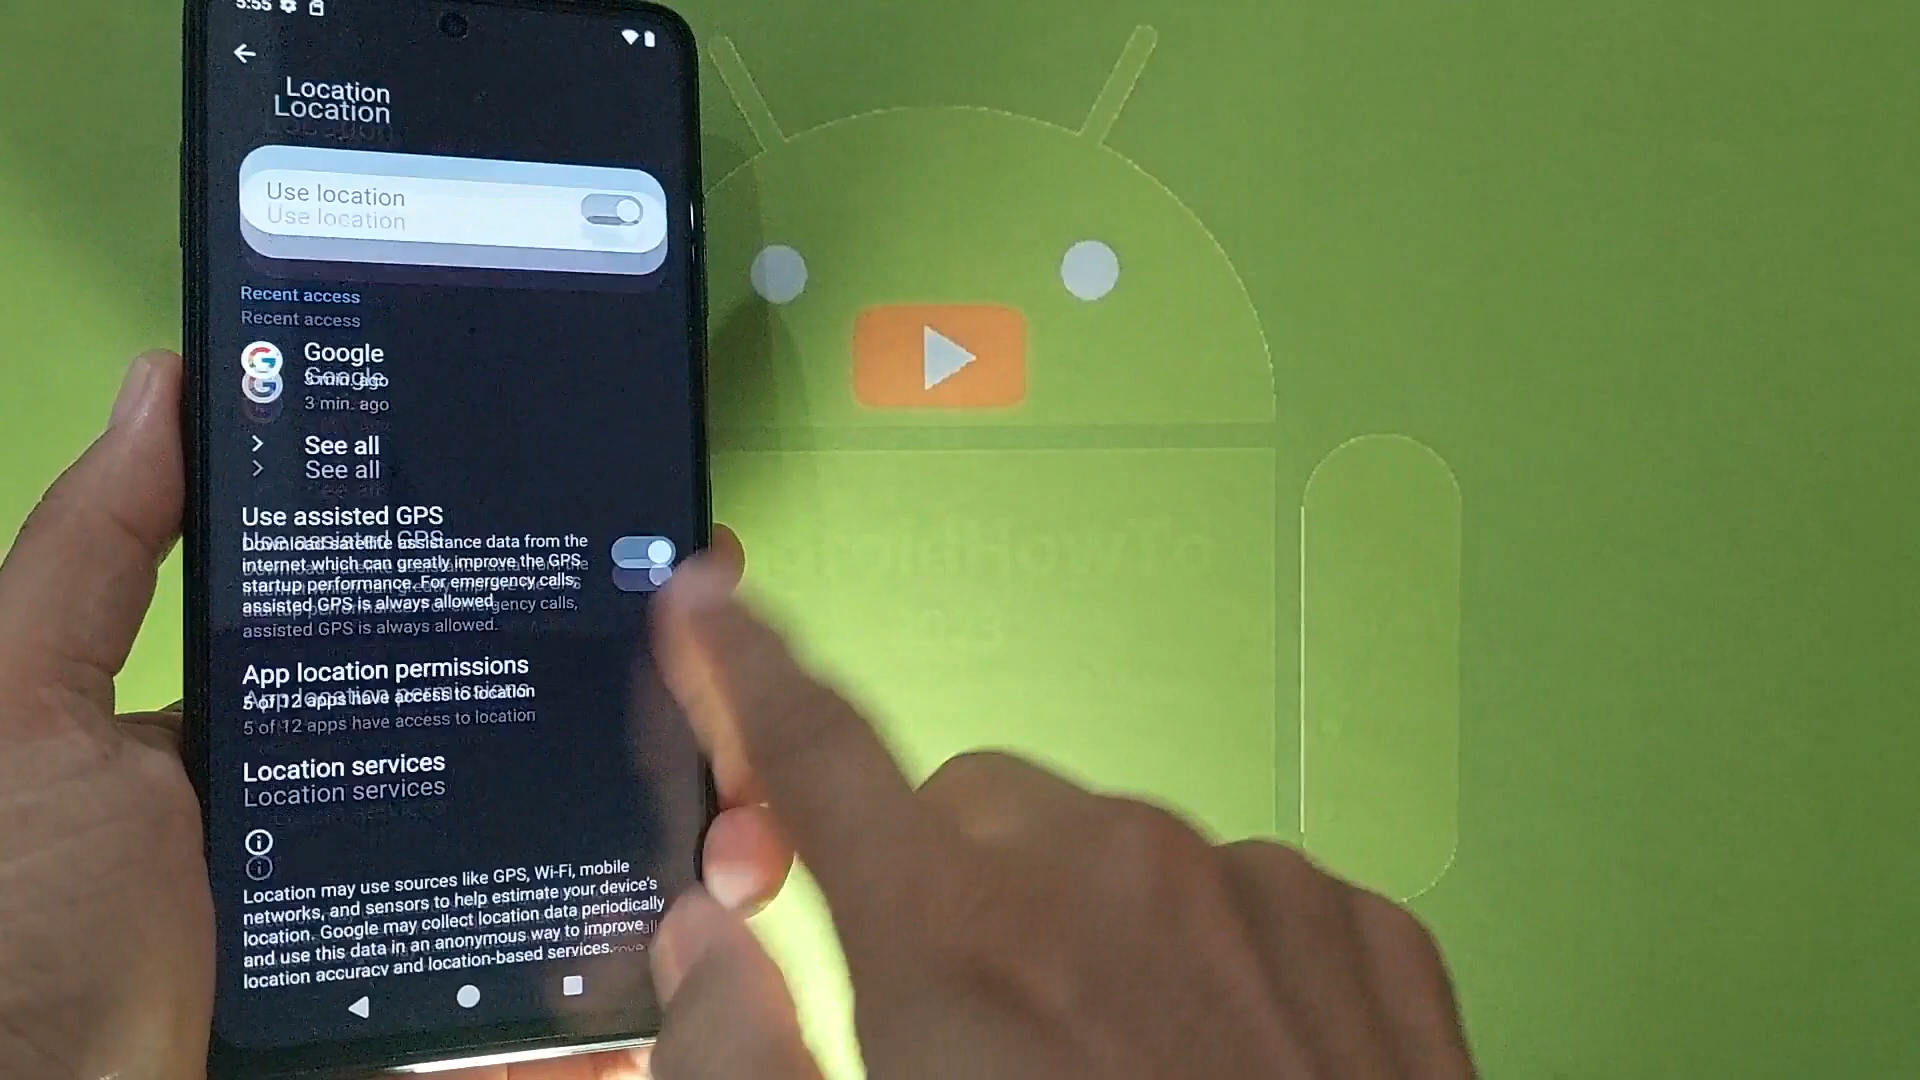 5:55
Location
Use location
Recent access
Google
3 min. ago
See all
Use assisted GPS
Download satellite assistance data from the
internet which can greatly improve the GPS
startup performance. For emergency calls,
assisted GPS is always allowed.
App location permissions
5 of 12 apps have access to location
Location services
Location may use sources like GPS, Wi-Fi, mobile
networks, and sensors to help estimate your device's
location. Google may collect location data periodically
and use this data in an anonymous way to improve
location accuracy and location-based services.